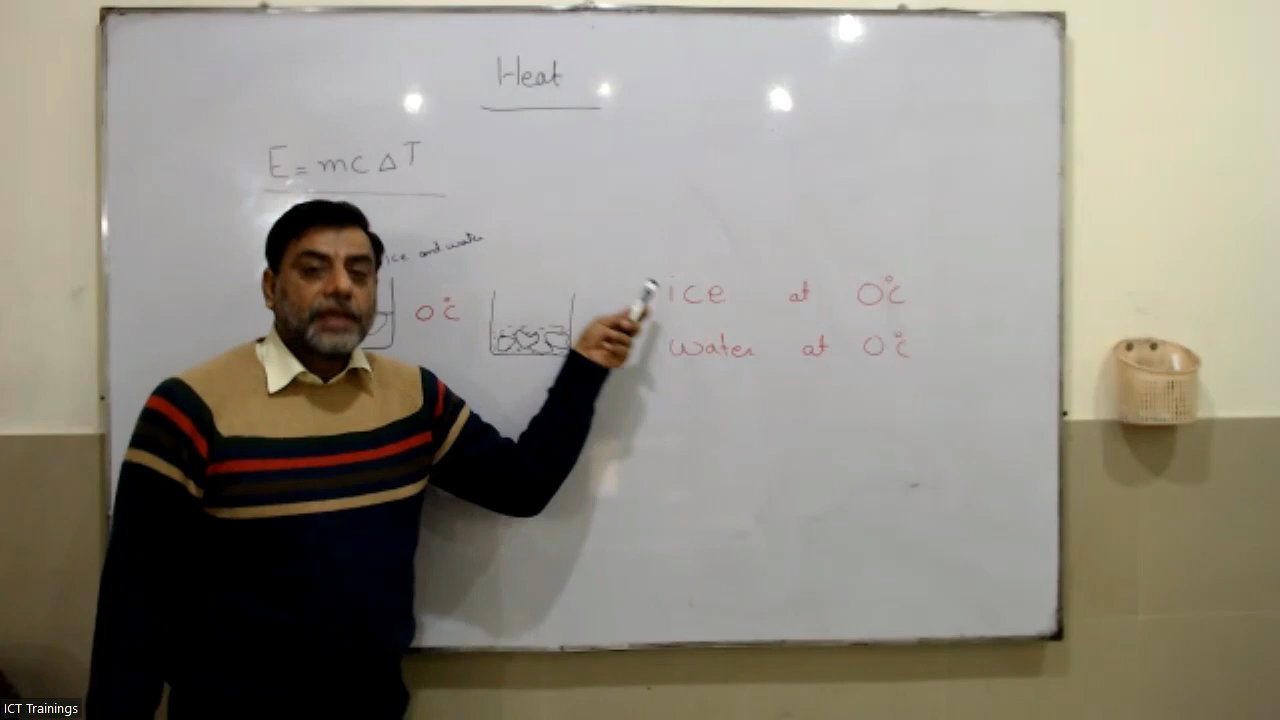 Heat
E = mc Δ T
ice and water
0°c
ice at 0°c
water at 0°c
ICT Trainings